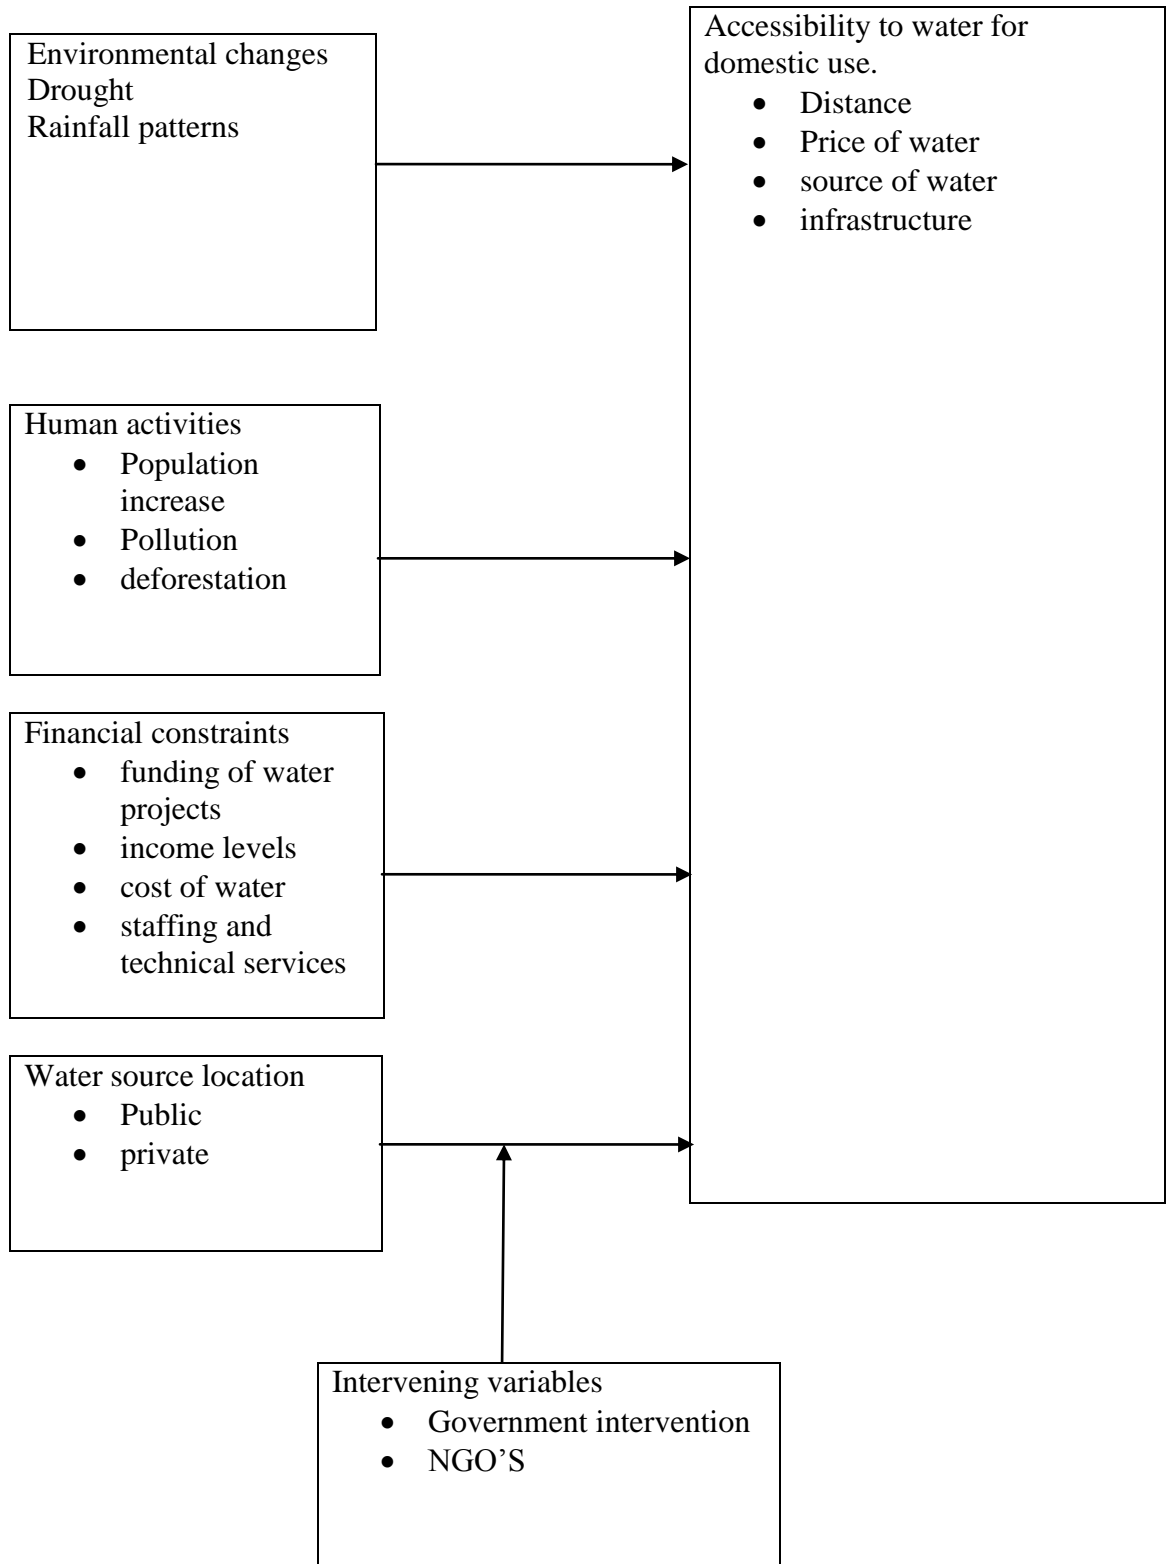 Environmental changes
Drought
Rainfall patterns
Accessibility to water for
domestic use.
• Distance
• Price of water
• source of water
• infrastructure
Human activities
• Population
increase
• Pollution
• deforestation
Financial constraints
• funding of water
projects
• income levels
• cost of water
• staffing and
technical services
Water source location
• Public
• private
Intervening variables
• Government intervention
• NGO’S